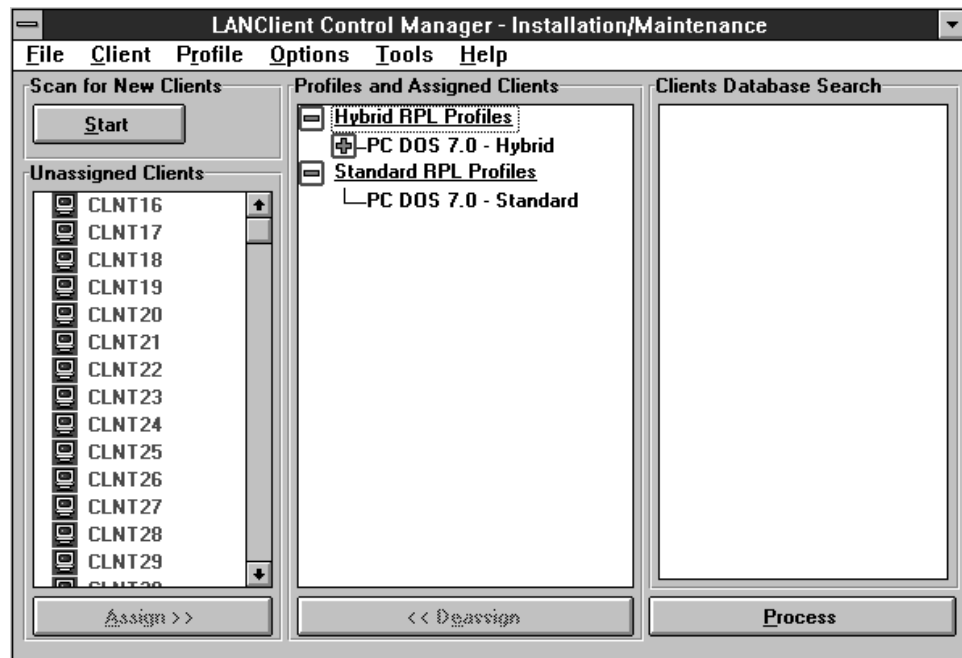 LANClient Control Manager - Installation/Maintenance
File Client Profile Options Tools Help
Scan for New Clients
Start
Unassigned Clients
CLNT16
CLNT17
CLNT18
CLNT19
CLNT20
CLNT21
CLNT22
CLNT23
CLNT24
CLNT25
CLNT26
CLNT27
CLNT28
CLNT29
Assign >>
Profiles and Assigned Clients
Hybrid RPL Profiles
PC DOS 7.0 - Hybrid
Standard RPL Profiles
PC DOS 7.0 - Standard
<< Deassign
Clients Database Search
Process